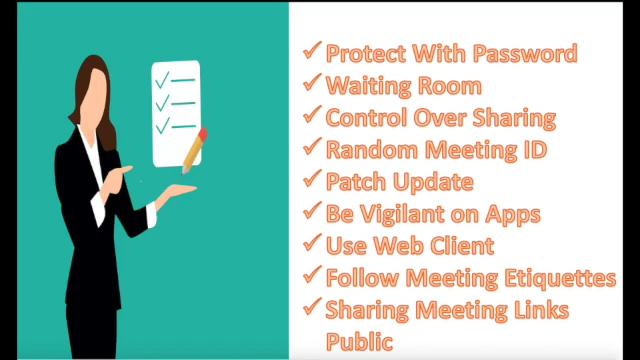 Protect With Password
Waiting Room
Control Over Sharing
Random Meeting ID
Patch Update
Be Vigilant on Apps
Use Web Client
Follow Meeting Etiquettes
Sharing Meeting Links
Public